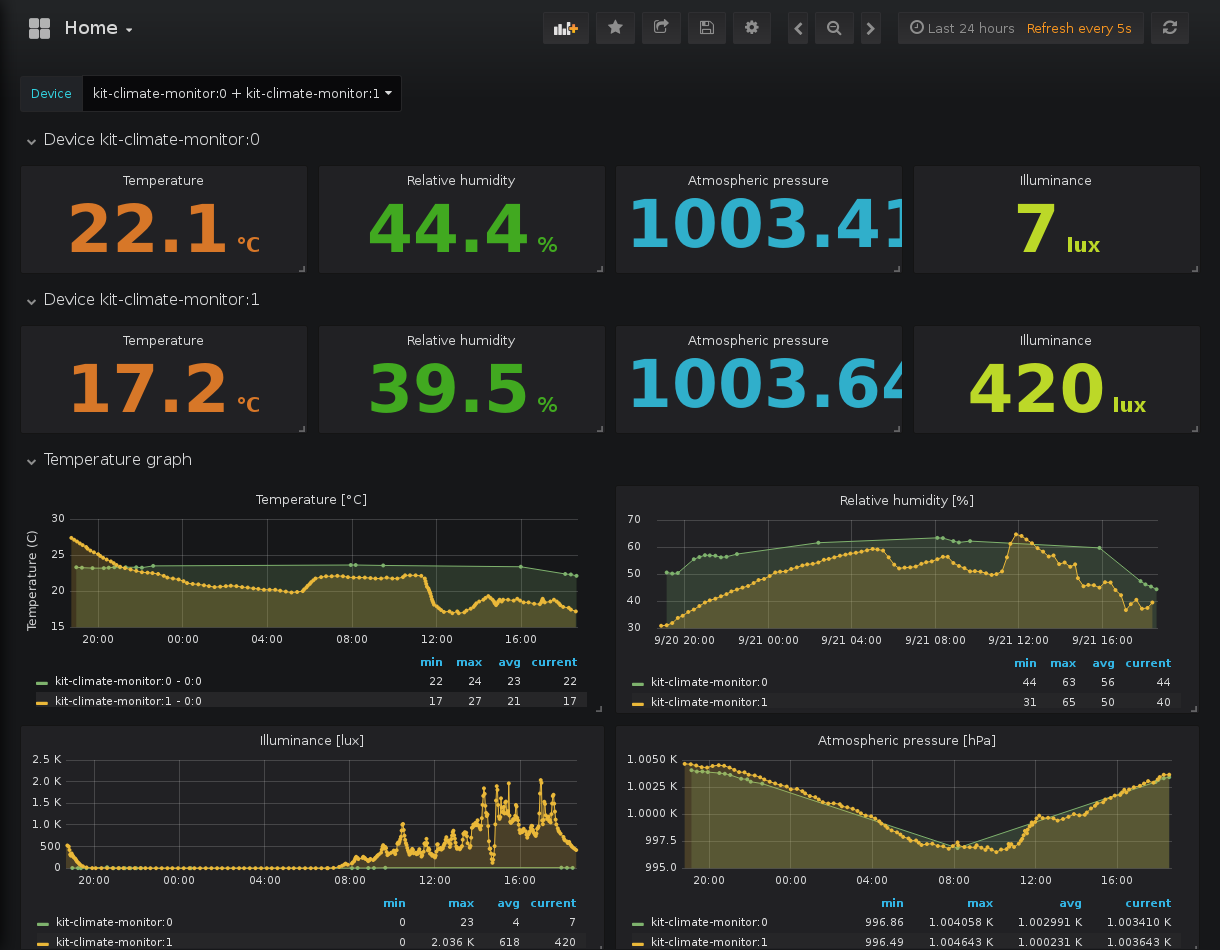 Home
Last 24 hours Refresh every 5s
Device kit-climate-monitor:0 + kit-climate-monitor:1
Device kit-climate-monitor:0
Temperature Relative humidity Atmospheric pressure Illuminance
22.1 °C 44.4 % 1003.41 7 lux
Device kit-climate-monitor:1
Temperature Relative humidity Atmospheric pressure Illuminance
17.2 °C 39.5 % 1003.64 420 lux
Temperature graph
Temperature [°C]
Temperature (C)
30
25
20
15
20:00 00:00 04:00 08:00 12:00 16:00
min max avg current
kit-climate-monitor:0 - 0:0 22 24 23 22
kit-climate-monitor:1 - 0:0 17 27 21 17
Relative humidity [%]
70
60
50
40
30
9/20 20:00 9/21 00:00 9/21 04:00 9/21 08:00 9/21 12:00 9/21 16:00
min max avg current
kit-climate-monitor:0 44 63 56 44
kit-climate-monitor:1 31 65 50 40
Illuminance [lux]
2.5 K
2.0 K
1.5 K
1.0 K
500
0
20:00 00:00 04:00 08:00 12:00 16:00
min max avg current
kit-climate-monitor:0 0 23 4 7
kit-climate-monitor:1 0 2.036 K 618 420
Atmospheric pressure [hPa]
1.0050 K
1.0025 K
1.0000 K
997.5
995.0
20:00 00:00 04:00 08:00 12:00 16:00
min max avg current
kit-climate-monitor:0 996.86 1.004058 K 1.002991 K 1.003410 K
kit-climate-monitor:1 996.49 1.004643 K 1.000231 K 1.003643 K